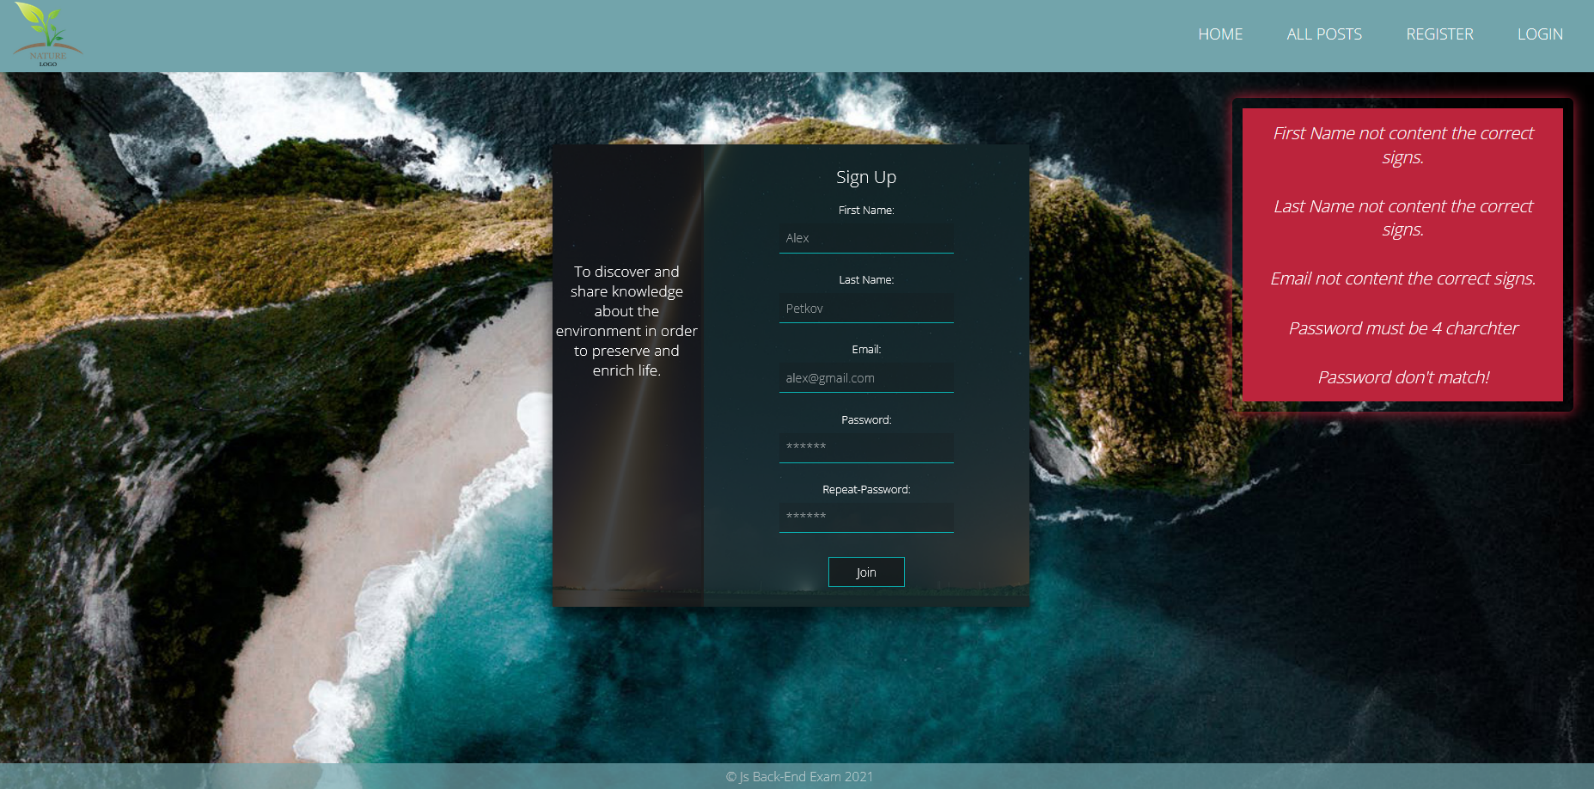 NATURE
LOGO
HOME ALL POSTS REGISTER LOGIN
To discover and
share knowledge
about the
environment in order
to preserve and
enrich life.
Sign Up
First Name:
Alex
Last Name:
Petkov
Email:
alex@gmail.com
Password:
******
Repeat-Password:
******
Join
First Name not content the correct
signs.
Last Name not content the correct
signs.
Email not content the correct signs.
Password must be 4 charchter
Password don't match!
© Js Back-End Exam 2021